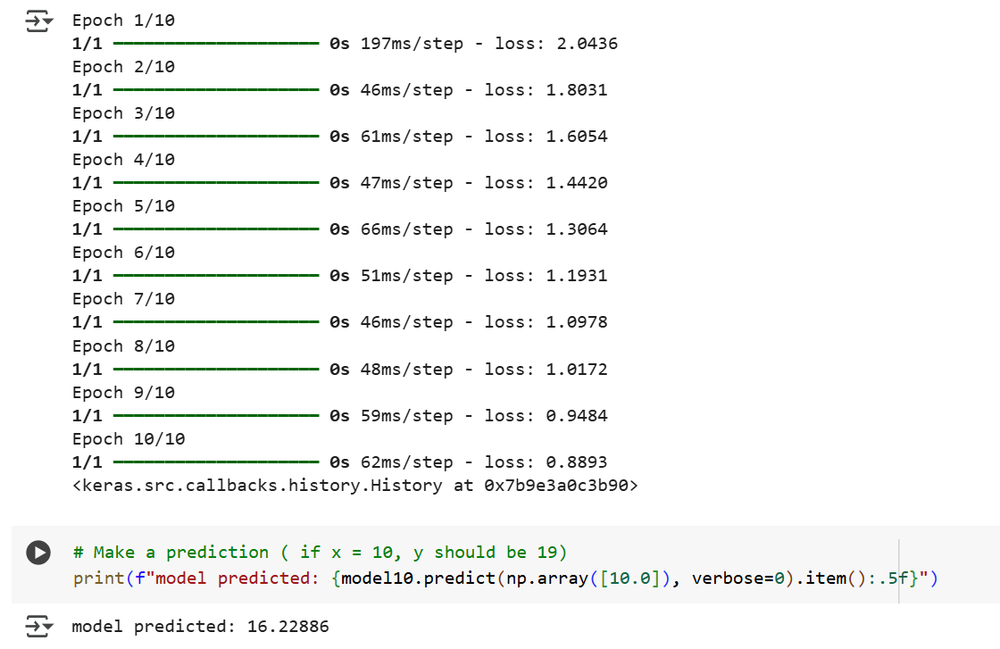 Epoch 1/10
1/1 ━━━━━━━━━━━━━━━━━━━━ 0s 197ms/step - loss: 2.0436
Epoch 2/10
1/1 ━━━━━━━━━━━━━━━━━━━━ 0s 46ms/step - loss: 1.8031
Epoch 3/10
1/1 ━━━━━━━━━━━━━━━━━━━━ 0s 61ms/step - loss: 1.6054
Epoch 4/10
1/1 ━━━━━━━━━━━━━━━━━━━━ 0s 47ms/step - loss: 1.4420
Epoch 5/10
1/1 ━━━━━━━━━━━━━━━━━━━━ 0s 66ms/step - loss: 1.3064
Epoch 6/10
1/1 ━━━━━━━━━━━━━━━━━━━━ 0s 51ms/step - loss: 1.1931
Epoch 7/10
1/1 ━━━━━━━━━━━━━━━━━━━━ 0s 46ms/step - loss: 1.0978
Epoch 8/10
1/1 ━━━━━━━━━━━━━━━━━━━━ 0s 48ms/step - loss: 1.0172
Epoch 9/10
1/1 ━━━━━━━━━━━━━━━━━━━━ 0s 59ms/step - loss: 0.9484
Epoch 10/10
1/1 ━━━━━━━━━━━━━━━━━━━━ 0s 62ms/step - loss: 0.8893
<keras.src.callbacks.history.History at 0x7b9e3a0c3b90>
# Make a prediction ( if x = 10, y should be 19)
print(f"model predicted: {model10.predict(np.array([10.0]), verbose=0).item():.5f}")
model predicted: 16.22886